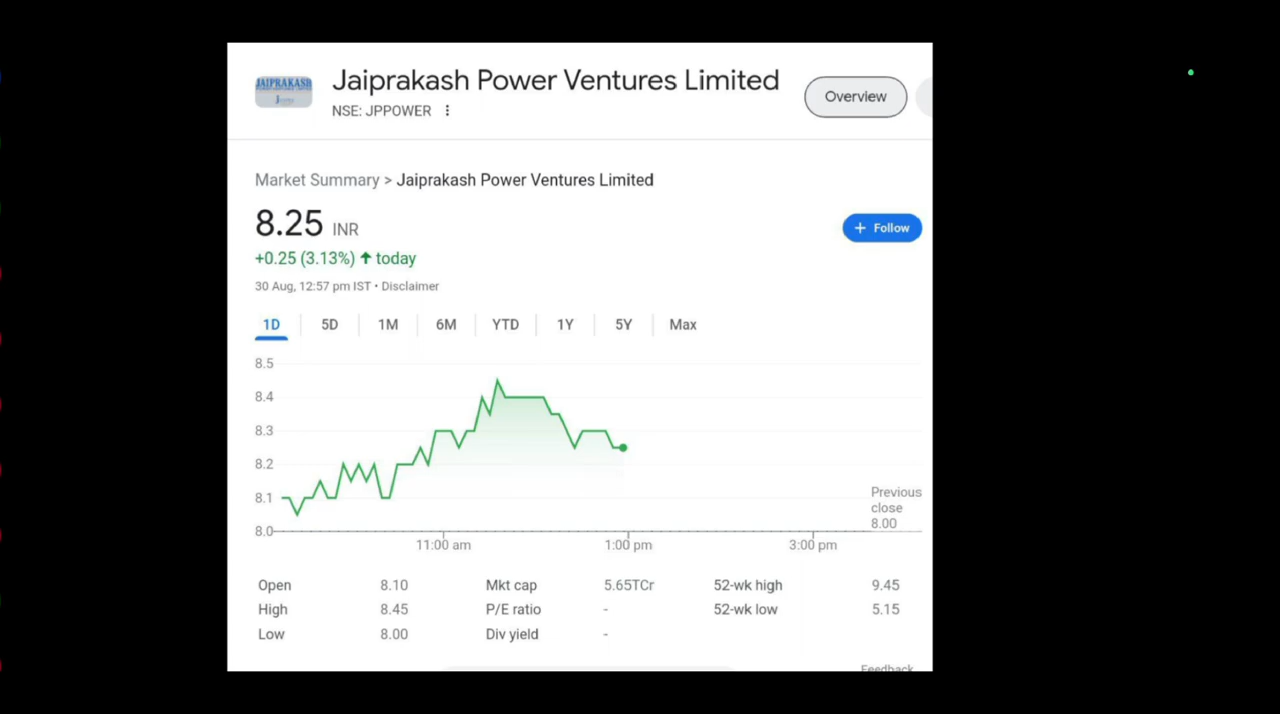 JAIPRAKASH
Jaiprakash Power Ventures Limited
NSE: JPPOWER
Overview
Market Summary > Jaiprakash Power Ventures Limited
8.25 INR
+ Follow
+0.25 (3.13%) ↑ today
30 Aug, 12:57 pm IST • Disclaimer
1D 5D 1M 6M YTD 1Y 5Y Max
8.5
8.4
8.3
8.2
8.1
8.0
Previous
close
8.00
11:00 am 1:00 pm 3:00 pm
Open 8.10 Mkt cap 5.65TCr 52-wk high 9.45
High 8.45 P/E ratio - 52-wk low 5.15
Low 8.00 Div yield -
Feedback